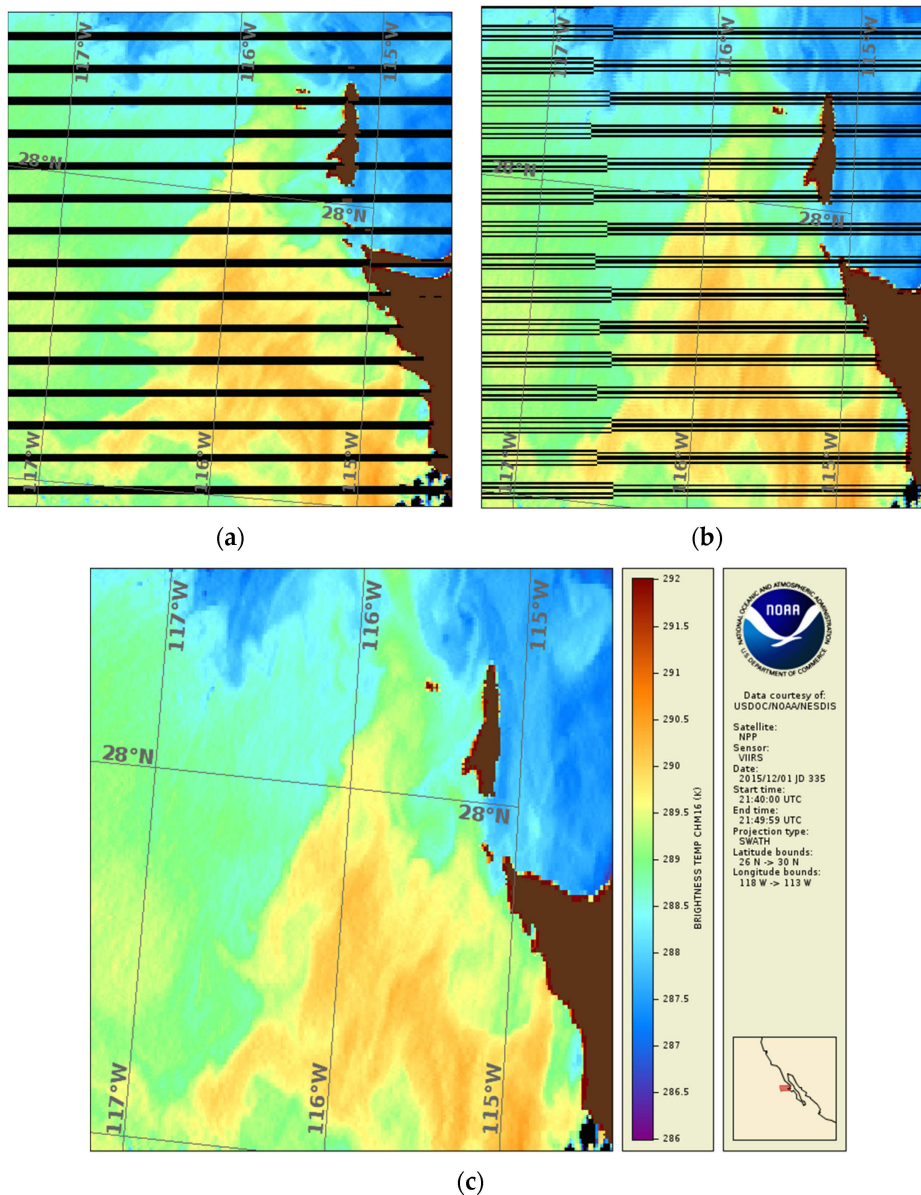 117°W
116°W
115°W
28°N
28°N
117°W
116°W
115°W
(a)
117°W
116°W
115°W
28°N
28°N
117°W
116°W
115°W
(b)
117°W
116°W
115°W
28°N
28°N
117°W
116°W
115°W
292
291.5
291
290.5
290
289.5
289
288.5
288
287.5
287
286.5
286
BRIGHTNESS TEMP CHM16 (K)
NATIONAL OCEANIC AND ATMOSPHERIC ADMINISTRATION
NOAA
U.S. DEPARTMENT OF COMMERCE
Data courtesy of:
USDOC/NOAA/NESDIS
Satellite:
NPP
Sensor:
VIIRS
Date:
2015/12/01 JD 335
Start time:
21:40:00 UTC
End time:
21:49:59 UTC
Projection type:
SWATH
Latitude bounds:
26 N -> 30 N
Longitude bounds:
118 W -> 113 W
(c)